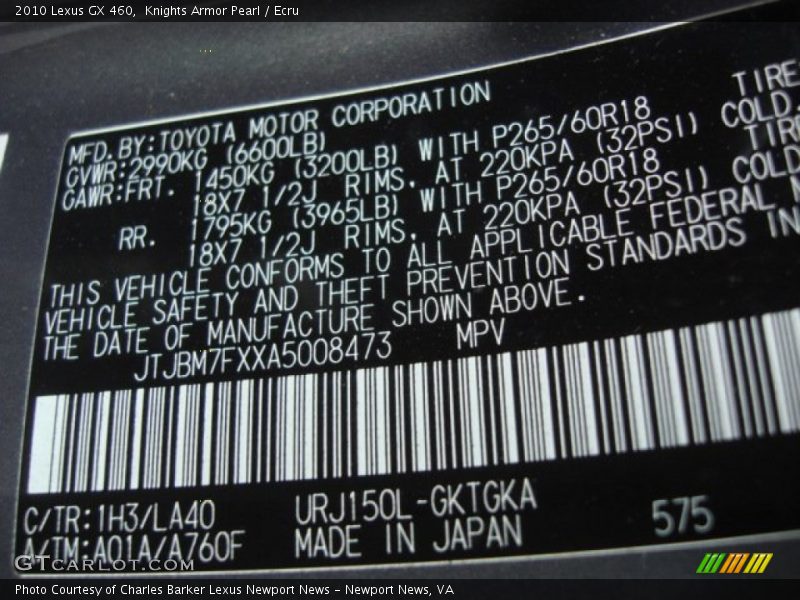 2010 Lexus GX 460,  Knights Armor Pearl / Ecru
MFD.BY:TOYOTA MOTOR CORPORATION
GVWR:2990KG (6600LB)
GAWR:FRT. 1450KG (3200LB) WITH P265/60R18 TIRE
18X7 1/2J RIMS, AT 220KPA (32PSI) COLD.
RR. 1795KG (3965LB) WITH P265/60R18 TIRE
18X7 1/2J RIMS, AT 220KPA (32PSI) COLD
THIS VEHICLE CONFORMS TO ALL APPLICABLE FEDERAL
VEHICLE SAFETY AND THEFT PREVENTION STANDARDS IN
THE DATE OF MANUFACTURE SHOWN ABOVE.
JTJBM7FXXA5008473 MPV
C/TR:1H3/LA40 URJ150L-GKTGKA 575
A/TM:A01A/A760F MADE IN JAPAN
GTcarlot.com
Photo Courtesy of Charles Barker Lexus Newport News – Newport News, VA